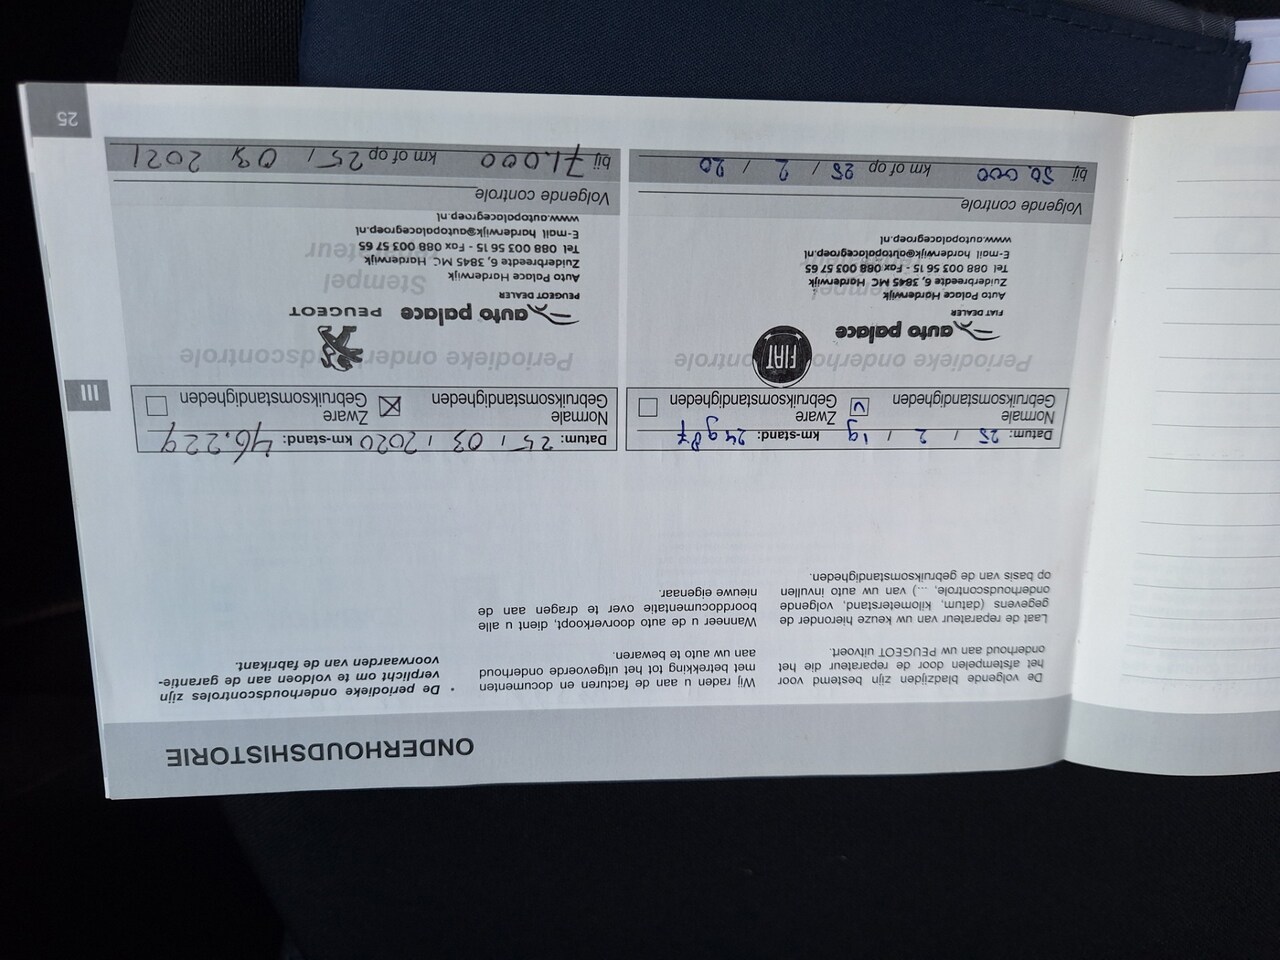 ONDERHOUDSHISTORIE
De volgende bladzijden zijn bestemd voor
het afstempelen door de reparateur die het
onderhoud aan uw PEUGEOT uitvoert.
Laat de reparateur van uw keuze hieronder de
gegevens (datum, kilometerstand, volgende
onderhoudscontrole, ...) van uw auto invullen
op basis van de gebruiksomstandigheden.
Wij raden u aan de facturen en documenten
met betrekking tot het uitgevoerde onderhoud
aan uw auto te bewaren.
Wanneer u de auto doorverkoopt, dient u alle
boorddocumentatie over te dragen aan de
nieuwe eigenaar.
• De periodieke onderhoudscontroles zijn
verplicht om te voldoen aan de garantie-
voorwaarden van de fabrikant.
Datum: 25 / 2 / 19 km-stand: 24987
Normale Gebruiksomstandigheden V Zware Gebruiksomstandigheden
Periodieke onderhoudscontrole
FIAT
auto palace
FIAT DEALER
Auto Palace Harderwijk
Zuiderbreedte 6, 3845 MC Harderwijk
Tel 088 003 56 15 - Fax 088 003 57 65
E-mail harderwijk@autopalacegroep.nl
www.autopalacegroep.nl
Volgende controle
bij 50.000 km of op 25 / 2 / 20
Datum: 25 / 03 / 2020 km-stand: 46.229
Normale Gebruiksomstandigheden X Zware Gebruiksomstandigheden
Periodieke onderhoudscontrole
auto palace PEUGEOT
PEUGEOT DEALER
Stempel
reparateur
Auto Palace Harderwijk
Zuiderbreedte 6, 3845 MC Harderwijk
Tel 088 003 56 15 - Fax 088 003 57 65
E-mail harderwijk@autopalacegroep.nl
www.autopalacegroep.nl
Volgende controle
bij 71.000 km of op 25 / 03 2021
III
25